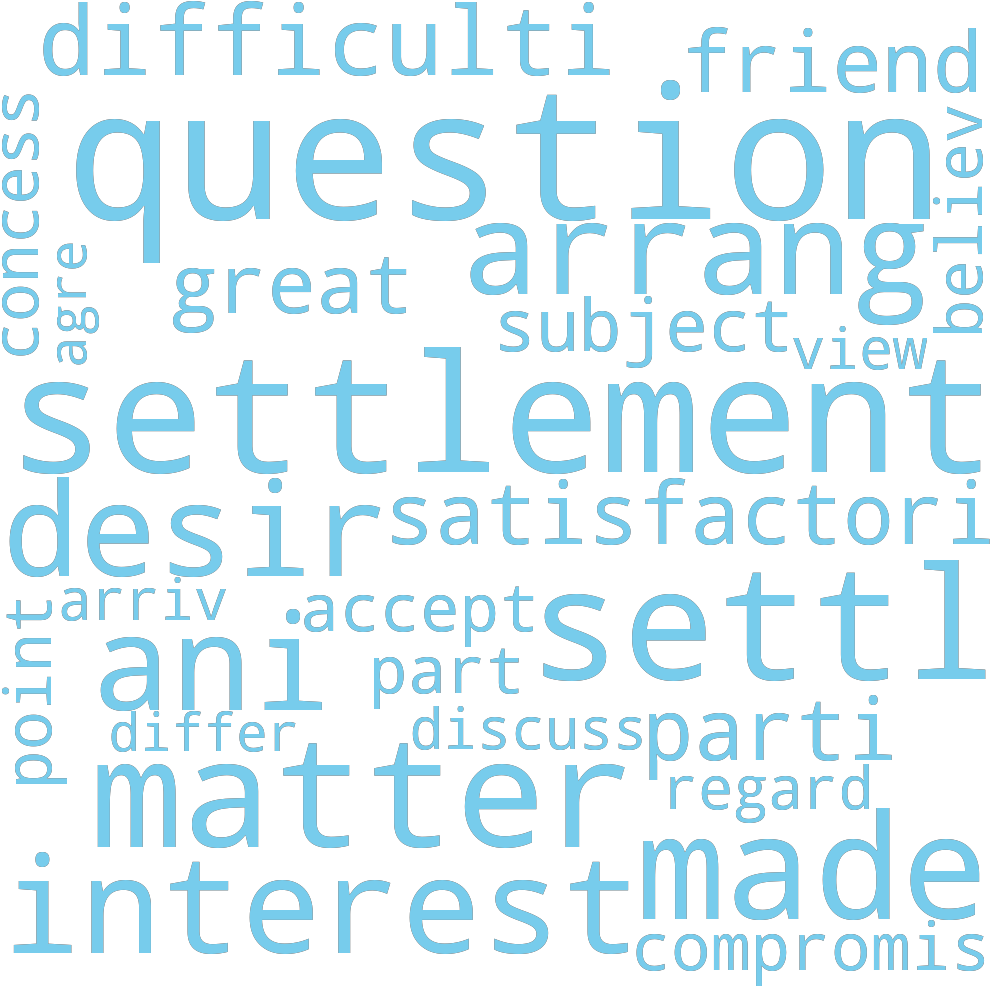 difficulti
friend
concess
question
believ
agre
great
arrang
subject
view
settlement
desir
satisfactori
point
arriv
accept
settl
ani
part
differ
discuss
parti
matter
regard
made
interest
compromis